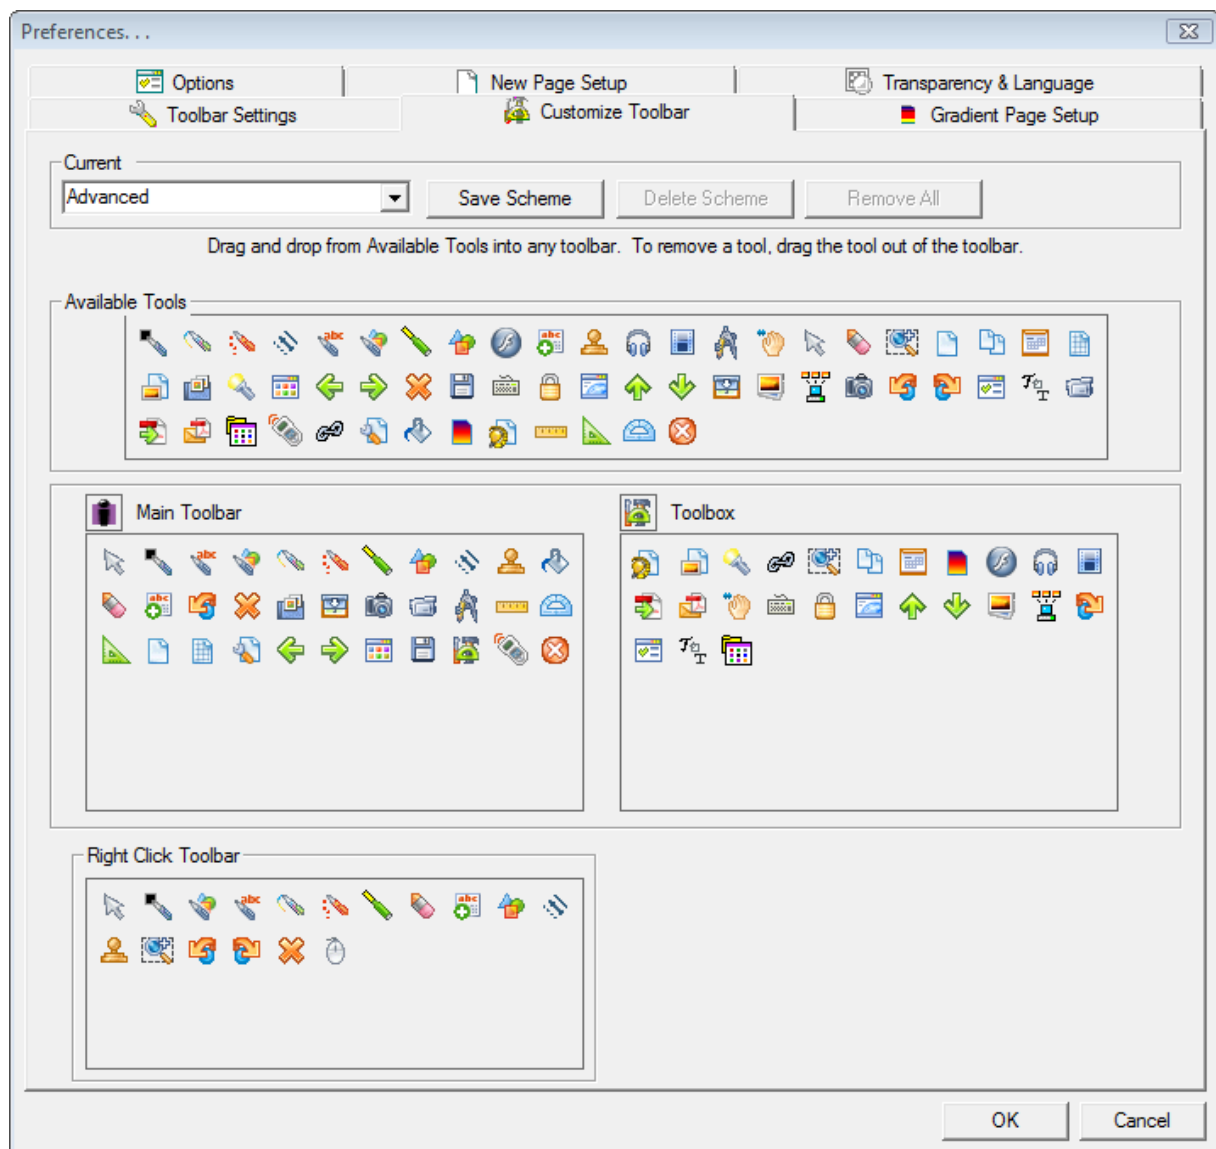 Preferences. . .
Options
New Page Setup
Transparency & Language
Toolbar Settings
Customize Toolbar
Gradient Page Setup
Current
Advanced
Save Scheme
Delete Scheme
Remove All
Drag and drop from Available Tools into any toolbar.  To remove a tool, drag the tool out of the toolbar.
Available Tools
Main Toolbar
Toolbox
Right Click Toolbar
OK
Cancel